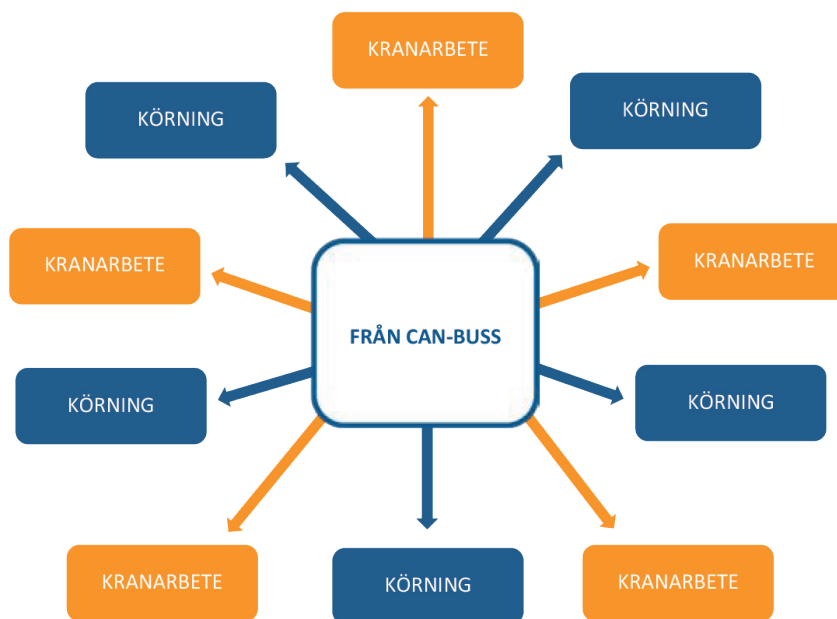 KRANARBETE
KÖRNING
KÖRNING
KRANARBETE
KRANARBETE
FRÅN CAN-BUSS
KÖRNING
KÖRNING
KRANARBETE
KÖRNING
KRANARBETE